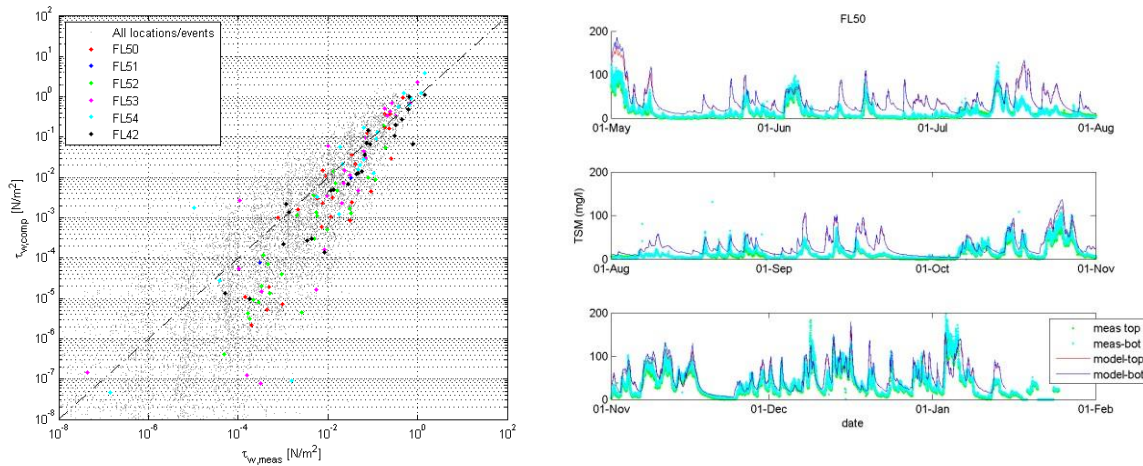 10^2
10^1
10^0
10^-1
10^-2
10^-3
10^-4
10^-5
10^-6
10^-7
10^-8
τw,comp [N/m²]
All locations/events
FL50
FL51
FL52
FL53
FL54
FL42
10^-8 10^-6 10^-4 10^-2 10^0 10^2
τw,meas [N/m²]
FL50
200
100
0
01-May 01-Jun 01-Jul 01-Aug
TSM (mg/l)
200
100
0
01-Aug 01-Sep 01-Oct 01-Nov
200
100
0
meas top
meas-bot
model-top
model-bot
01-Nov 01-Dec 01-Jan 01-Feb
date